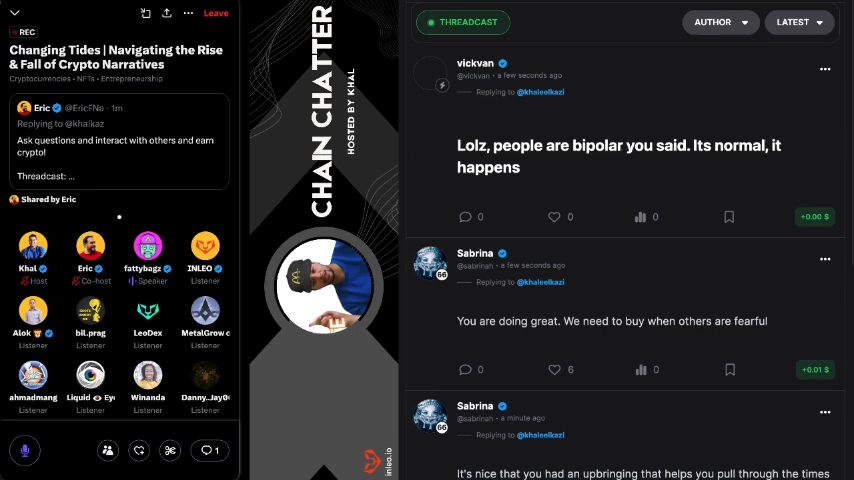 REC
Leave
Changing Tides | Navigating the Rise
& Fall of Crypto Narratives
Cryptocurrencies • NFTs • Entrepreneurship
Eric @EricFNa · 1m
Replying to @khalkaz
Ask questions and interact with others and earn
crypto!
Threadcast: ...
Shared by Eric
Khal
Host
Eric
Co-host
fattybagz
Speaker
INLEO
Listener
Alok
Listener
bil.prag
Listener
LeoDex
Listener
MetalGrow
Listener
ahmadmang
Listener
Liquid Ey
Listener
Winanda
Listener
Danny..Jay0
Listener
1
CHAIN CHATTER
HOSTED BY KHAL
inleo.io
THREADCAST
AUTHOR
LATEST
vickvan
@vickvan · a few seconds ago
Replying to @khaleelkazi
Lolz, people are bipolar you said. Its normal, it
happens
0
0
0
+0.00 $
Sabrina
@sabrinah · a few seconds ago
66
Replying to @khaleelkazi
You are doing great. We need to buy when others are fearful
0
6
0
+0.01 $
Sabrina
@sabrinah · a minute ago
66
Replying to @khaleelkazi
It's nice that you had an upbringing that helps you pull through the times